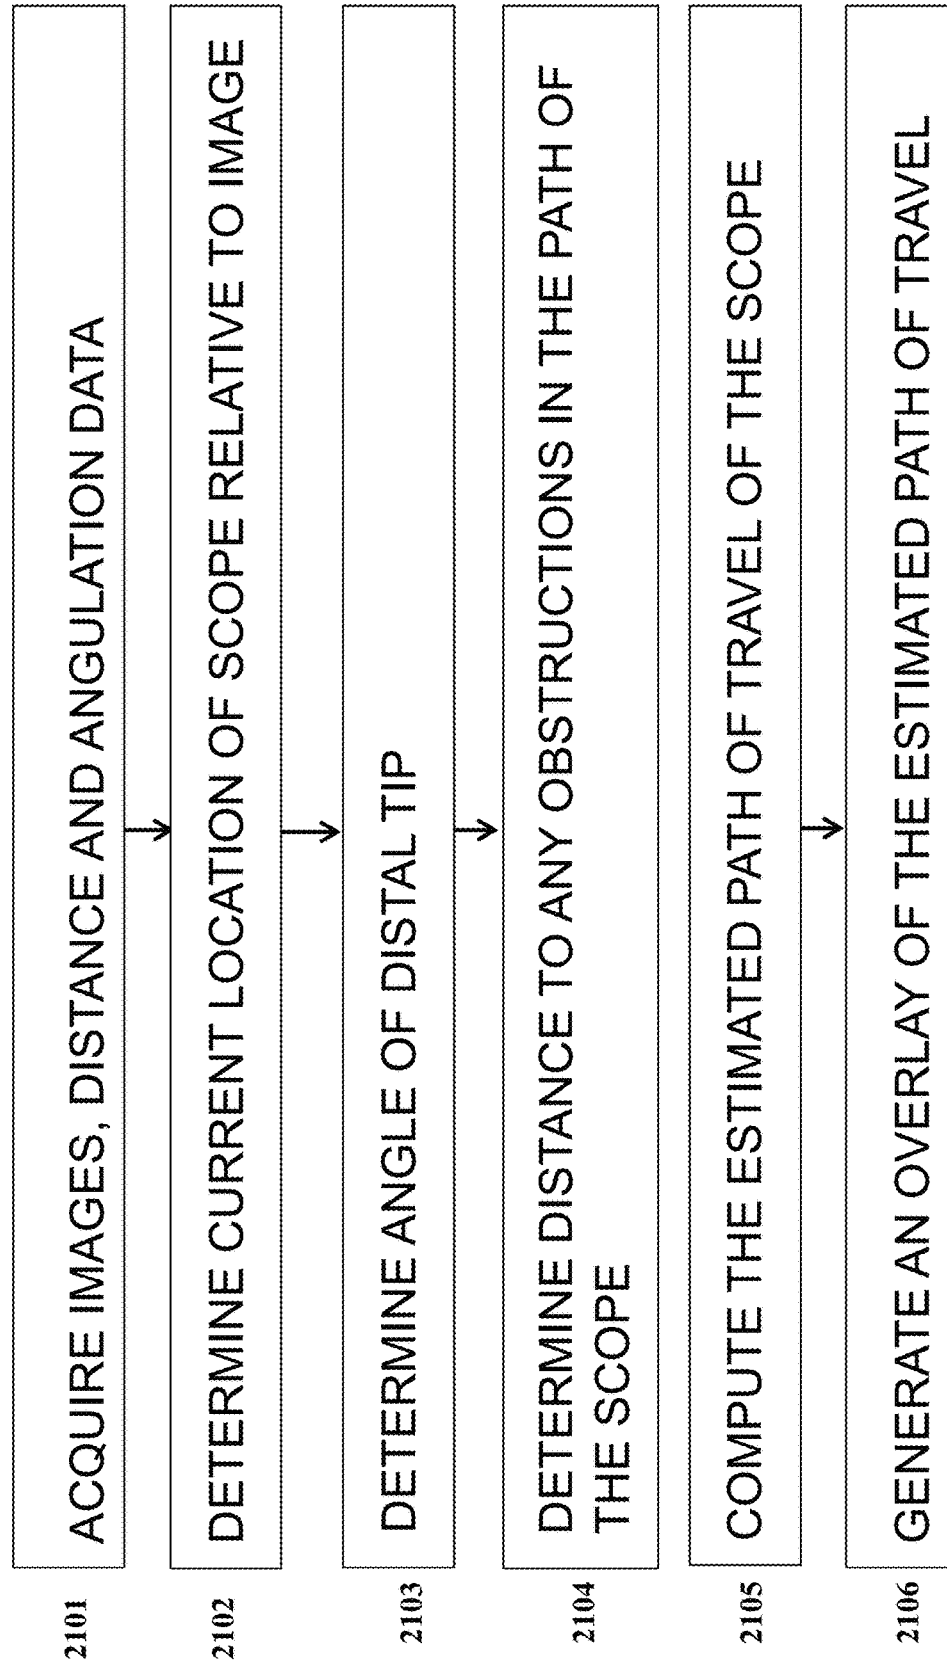 2101
ACQUIRE IMAGES, DISTANCE AND ANGULATION DATA
2102
DETERMINE CURRENT LOCATION OF SCOPE RELATIVE TO IMAGE
2103
DETERMINE ANGLE OF DISTAL TIP
2104
DETERMINE DISTANCE TO ANY OBSTRUCTIONS IN THE PATH OF
THE SCOPE
2105
COMPUTE THE ESTIMATED PATH OF TRAVEL OF THE SCOPE
2106
GENERATE AN OVERLAY OF THE ESTIMATED PATH OF TRAVEL